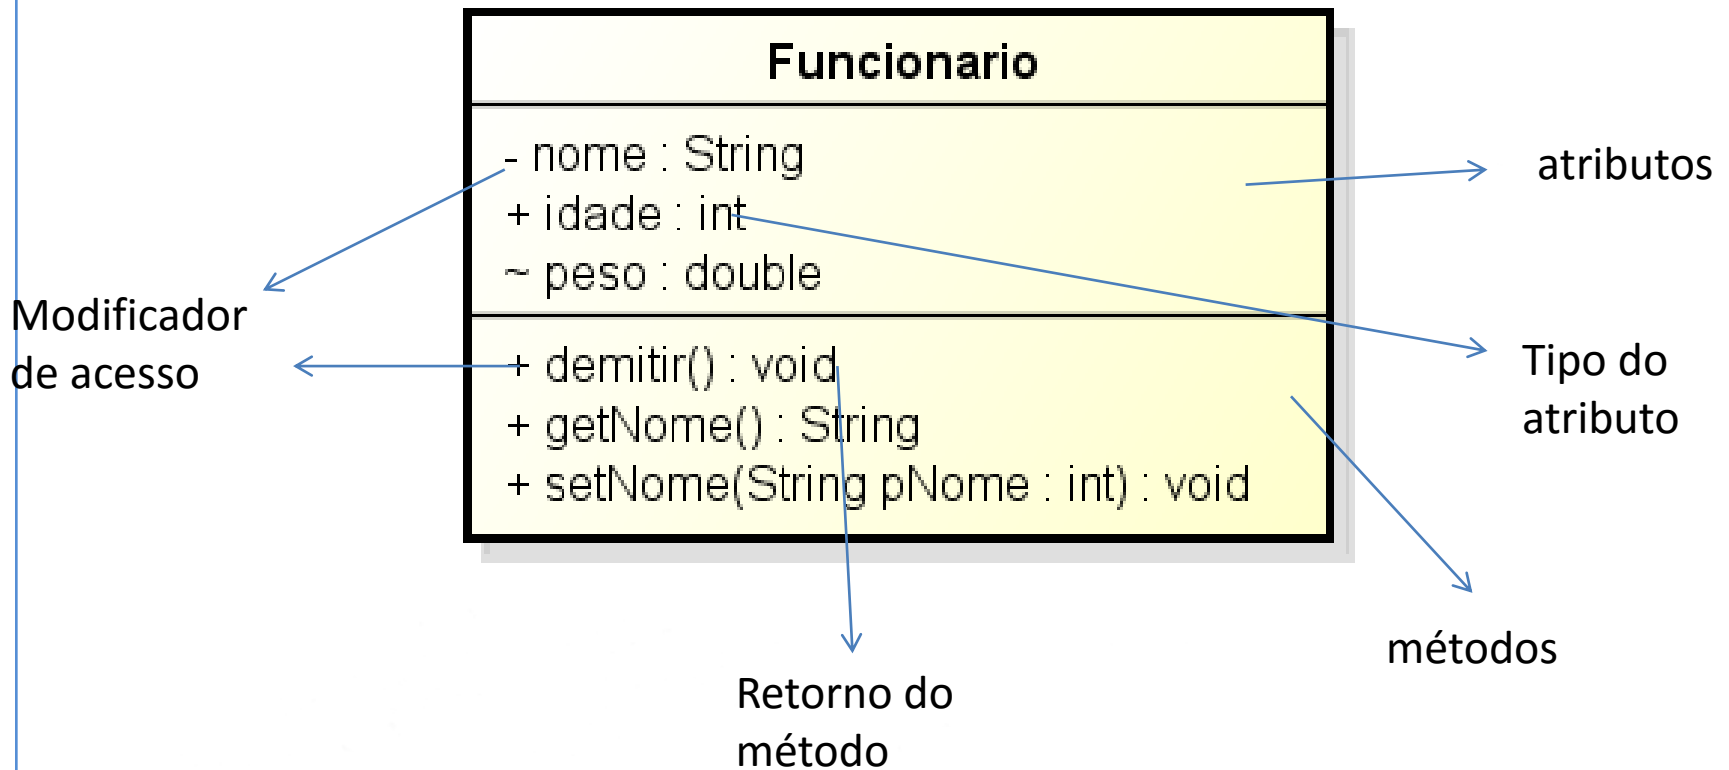 Funcionario
- nome : String
+ idade : int
~ peso : double
+ demitir() : void
+ getNome() : String
+ setNome(String pNome : int) : void
atributos
Modificador
de acesso
Tipo do
atributo
métodos
Retorno do
método